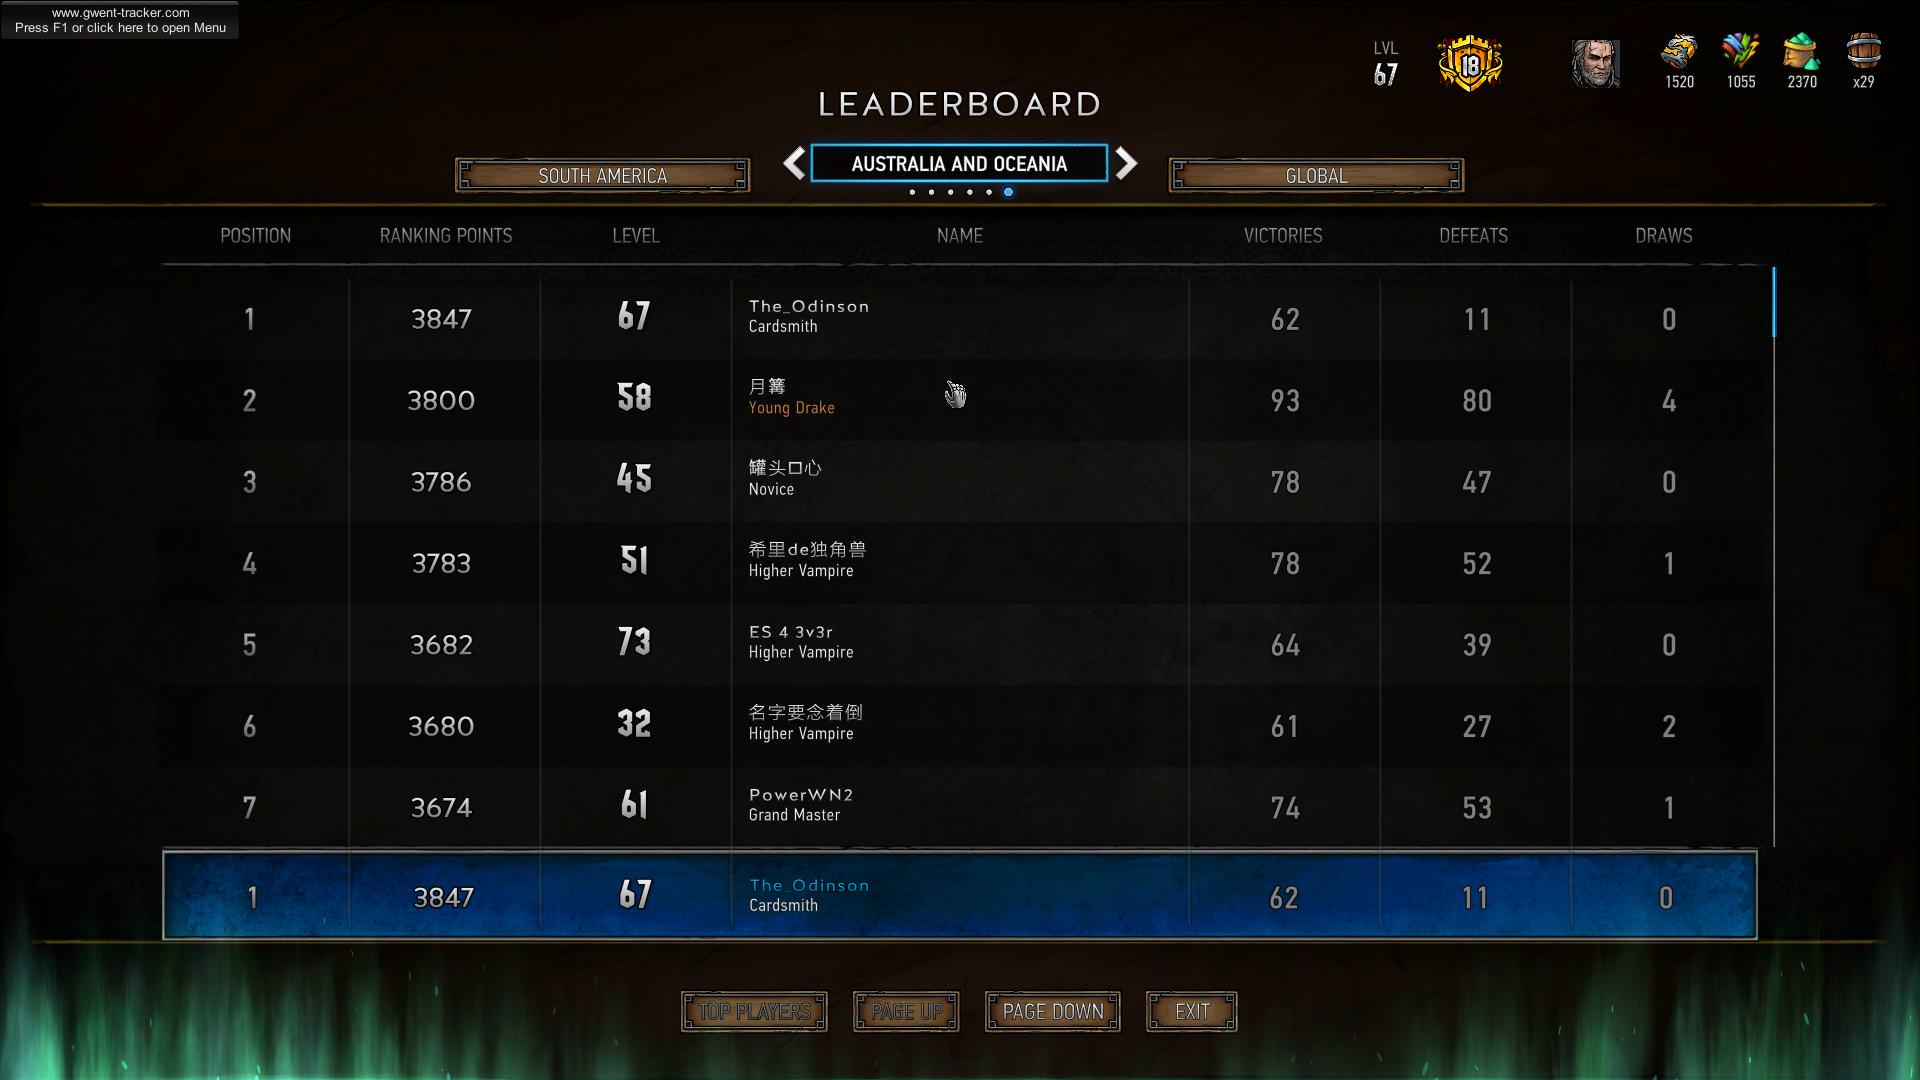 www.gwent-tracker.com
Press F1 or click here to open Menu
LVL
67
18
1520
1055
2370
x29
LEADERBOARD
SOUTH AMERICA
AUSTRALIA AND OCEANIA
GLOBAL
POSITION RANKING POINTS LEVEL NAME VICTORIES DEFEATS DRAWS
1 3847 67 The_Odinson 62 11 0
Cardsmith
2 3800 58 月篝 93 80 4
Young Drake
3 3786 45 罐头口心 78 47 0
Novice
4 3783 51 希里de独角兽 78 52 1
Higher Vampire
5 3682 73 ES 4 3v3r 64 39 0
Higher Vampire
6 3680 32 名字要念着倒 61 27 2
Higher Vampire
7 3674 61 PowerWN2 74 53 1
Grand Master
1 3847 67 The_Odinson 62 11 0
Cardsmith
TOP PLAYERS
PAGE UP
PAGE DOWN
EXIT